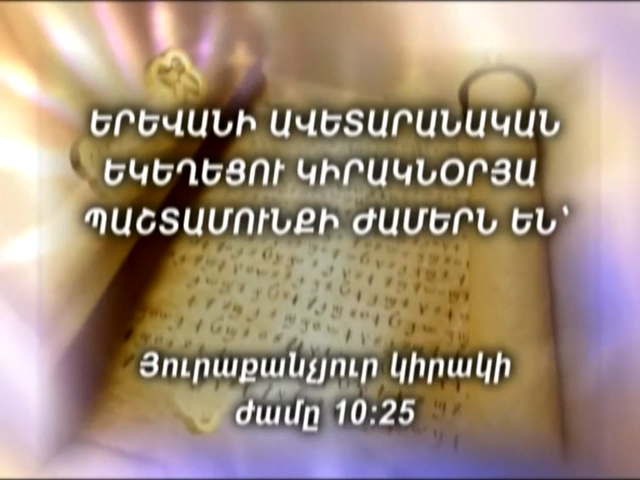 ԵՐԵՎԱՆԻ ԱՎԵՏԱՐԱՆԱԿԱՆ
ԵԿԵՂԵՑՈՒ ԿԻՐԱԿՆՕՐՅԱ
ՊԱՇՏԱՄՈՒՆՔԻ ԺԱՄԵՐՆ ԵՆ՝
Յուրաքանչյուր կիրակի
ժամը 10:25